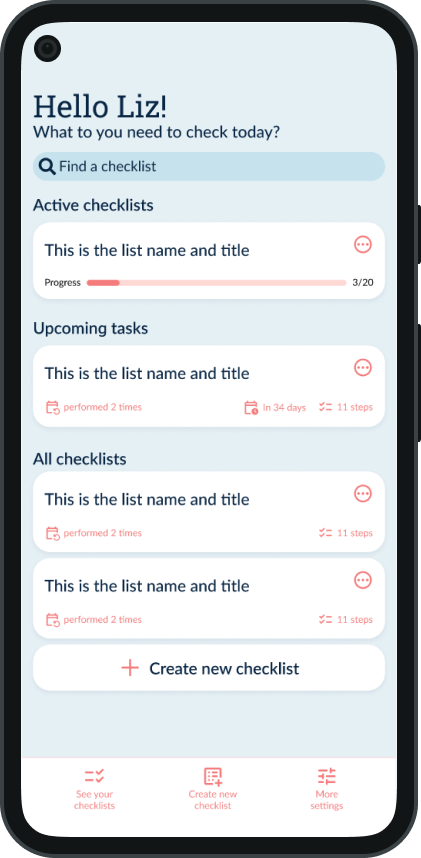 Hello Liz!
What to you need to check today?
Find a checklist
Active checklists
This is the list name and title
Progress 3/20
Upcoming tasks
This is the list name and title
performed 2 times In 34 days 11 steps
All checklists
This is the list name and title
performed 2 times 11 steps
This is the list name and title
performed 2 times 11 steps
Create new checklist
See your Create new More
checklists checklist settings